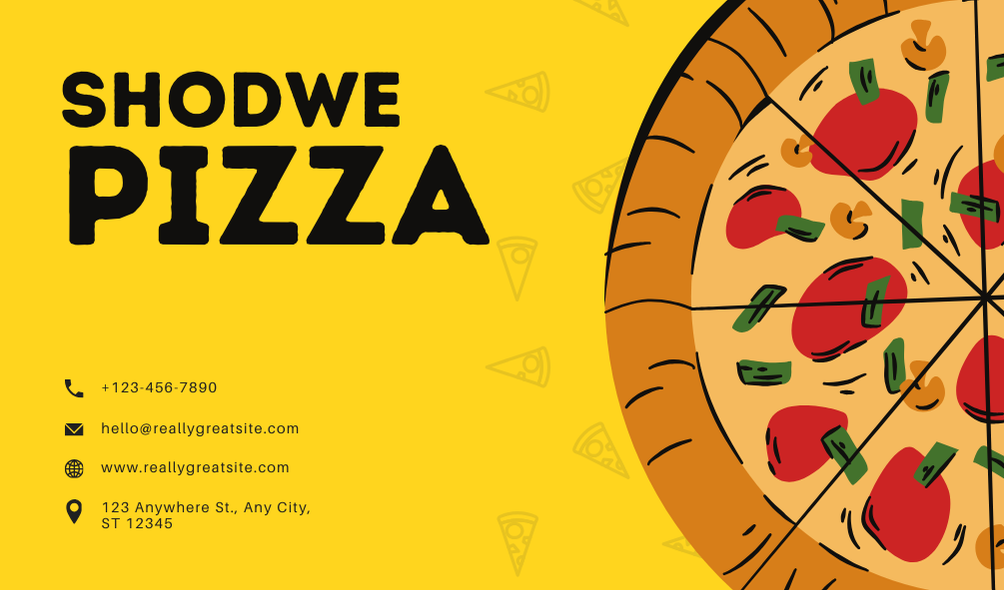 SHODWE
PIZZA
+123-456-7890
hello@reallygreatsite.com
www.reallygreatsite.com
123 Anywhere St., Any City,
ST 12345